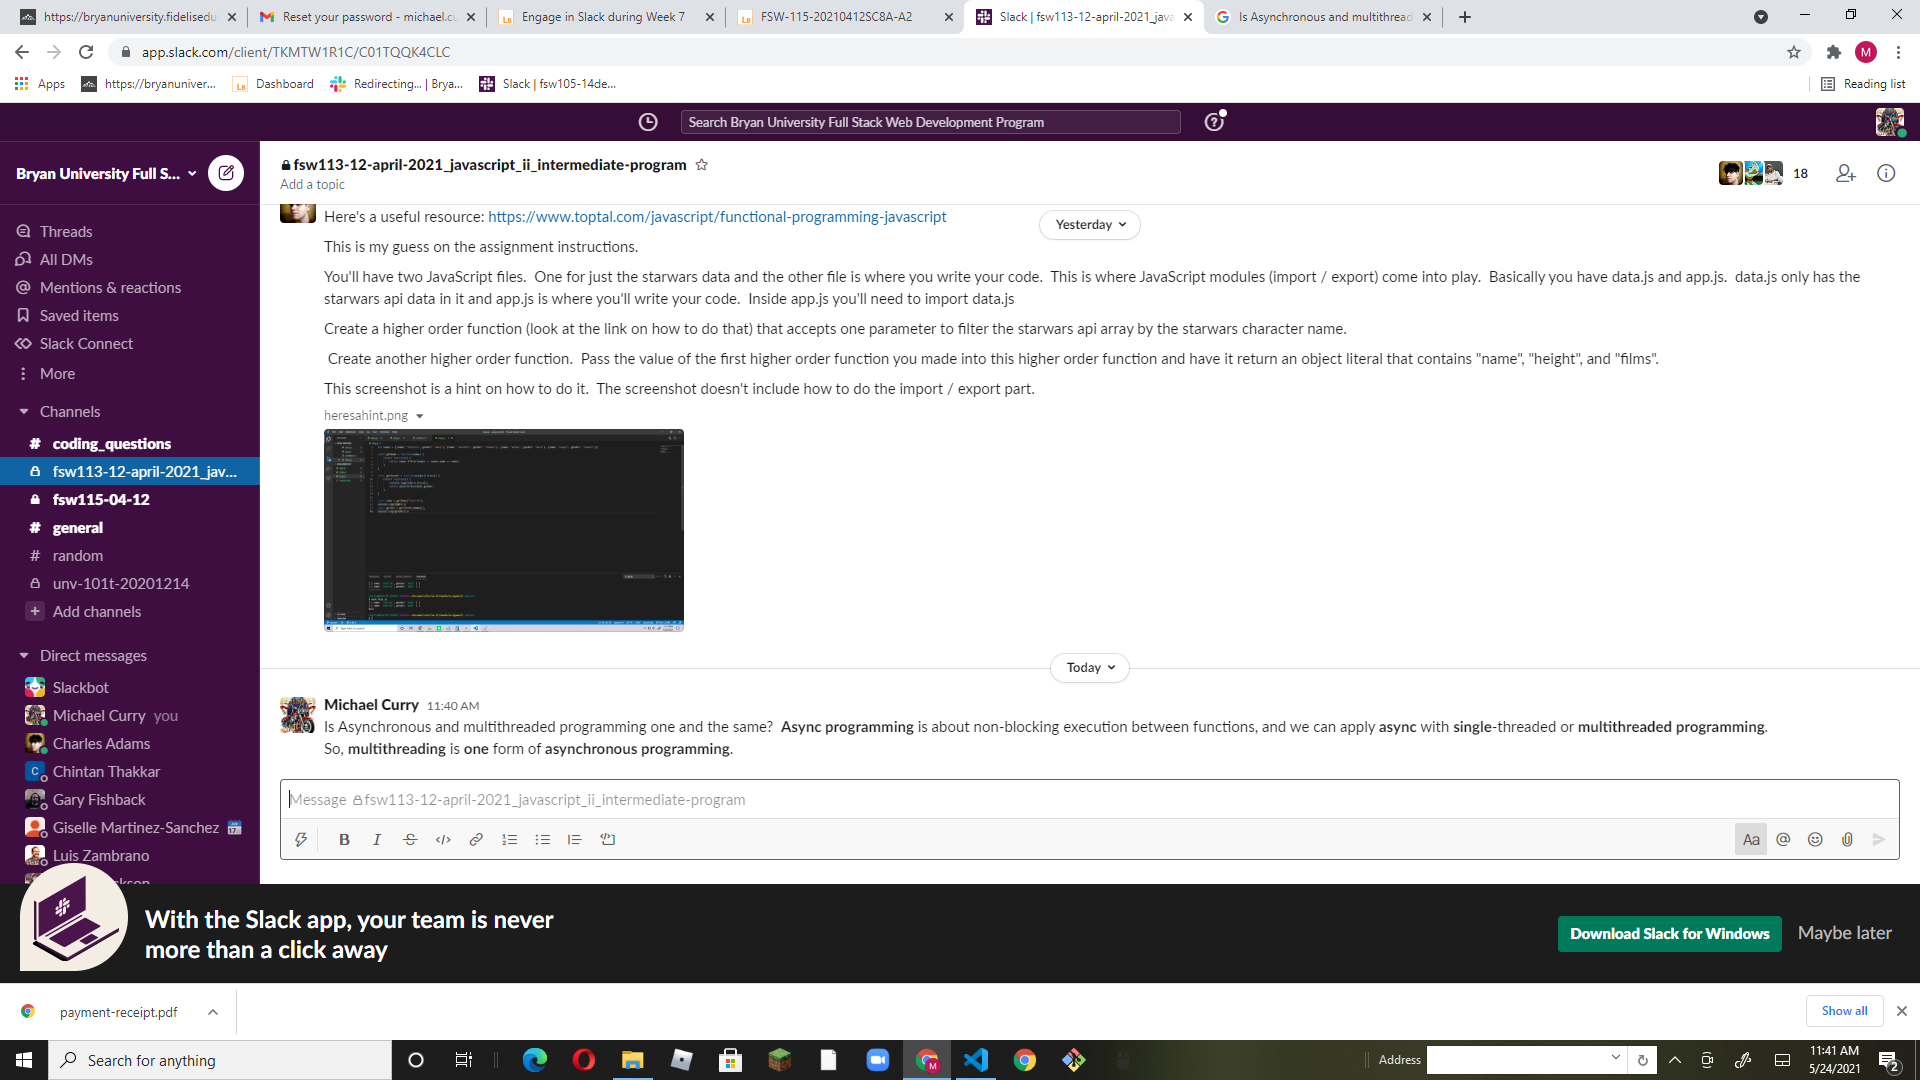 https://bryanuniversity.fidelisedu
Reset your password - michael.cu
Engage in Slack during Week 7
FSW-115-20210412SC8A-A2
Slack | fsw113-12-april-2021_java
Is Asynchronous and multithread
app.slack.com/client/TKMTW1R1C/C01TQQK4CLC
M
Apps
https://bryanuniver...
Dashboard
Redirecting... | Brya...
Slack | fsw105-14de...
Reading list
Search Bryan University Full Stack Web Development Program
Bryan University Full S...
fsw113-12-april-2021_javascript_ii_intermediate-program
Add a topic
18
Threads
All DMs
Mentions & reactions
Saved items
Slack Connect
More
Channels
# coding_questions
fsw113-12-april-2021_jav...
fsw115-04-12
# general
# random
unv-101t-20201214
+ Add channels
Direct messages
Slackbot
Michael Curry you
Charles Adams
C Chintan Thakkar
Gary Fishback
Giselle Martinez-Sanchez
Luis Zambrano
Yesterday
Here's a useful resource: https://www.toptal.com/javascript/functional-programming-javascript
This is my guess on the assignment instructions.
You'll have two JavaScript files. One for just the starwars data and the other file is where you write your code. This is where JavaScript modules (import / export) come into play. Basically you have data.js and app.js. data.js only has the
starwars api data in it and app.js is where you'll write your code. Inside app.js you'll need to import data.js
Create a higher order function (look at the link on how to do that) that accepts one parameter to filter the starwars api array by the starwars character name.
Create another higher order function. Pass the value of the first higher order function you made into this higher order function and have it return an object literal that contains "name", "height", and "films".
This screenshot is a hint on how to do it. The screenshot doesn't include how to do the import / export part.
heresahint.png
Today
Michael Curry 11:40 AM
Is Asynchronous and multithreaded programming one and the same? Async programming is about non-blocking execution between functions, and we can apply async with single-threaded or multithreaded programming.
So, multithreading is one form of asynchronous programming.
Message fsw113-12-april-2021_javascript_ii_intermediate-program
B I S </> Aa @
With the Slack app, your team is never
more than a click away
Download Slack for Windows
Maybe later
payment-receipt.pdf
Show all
Search for anything
Address
11:41 AM
5/24/2021
2